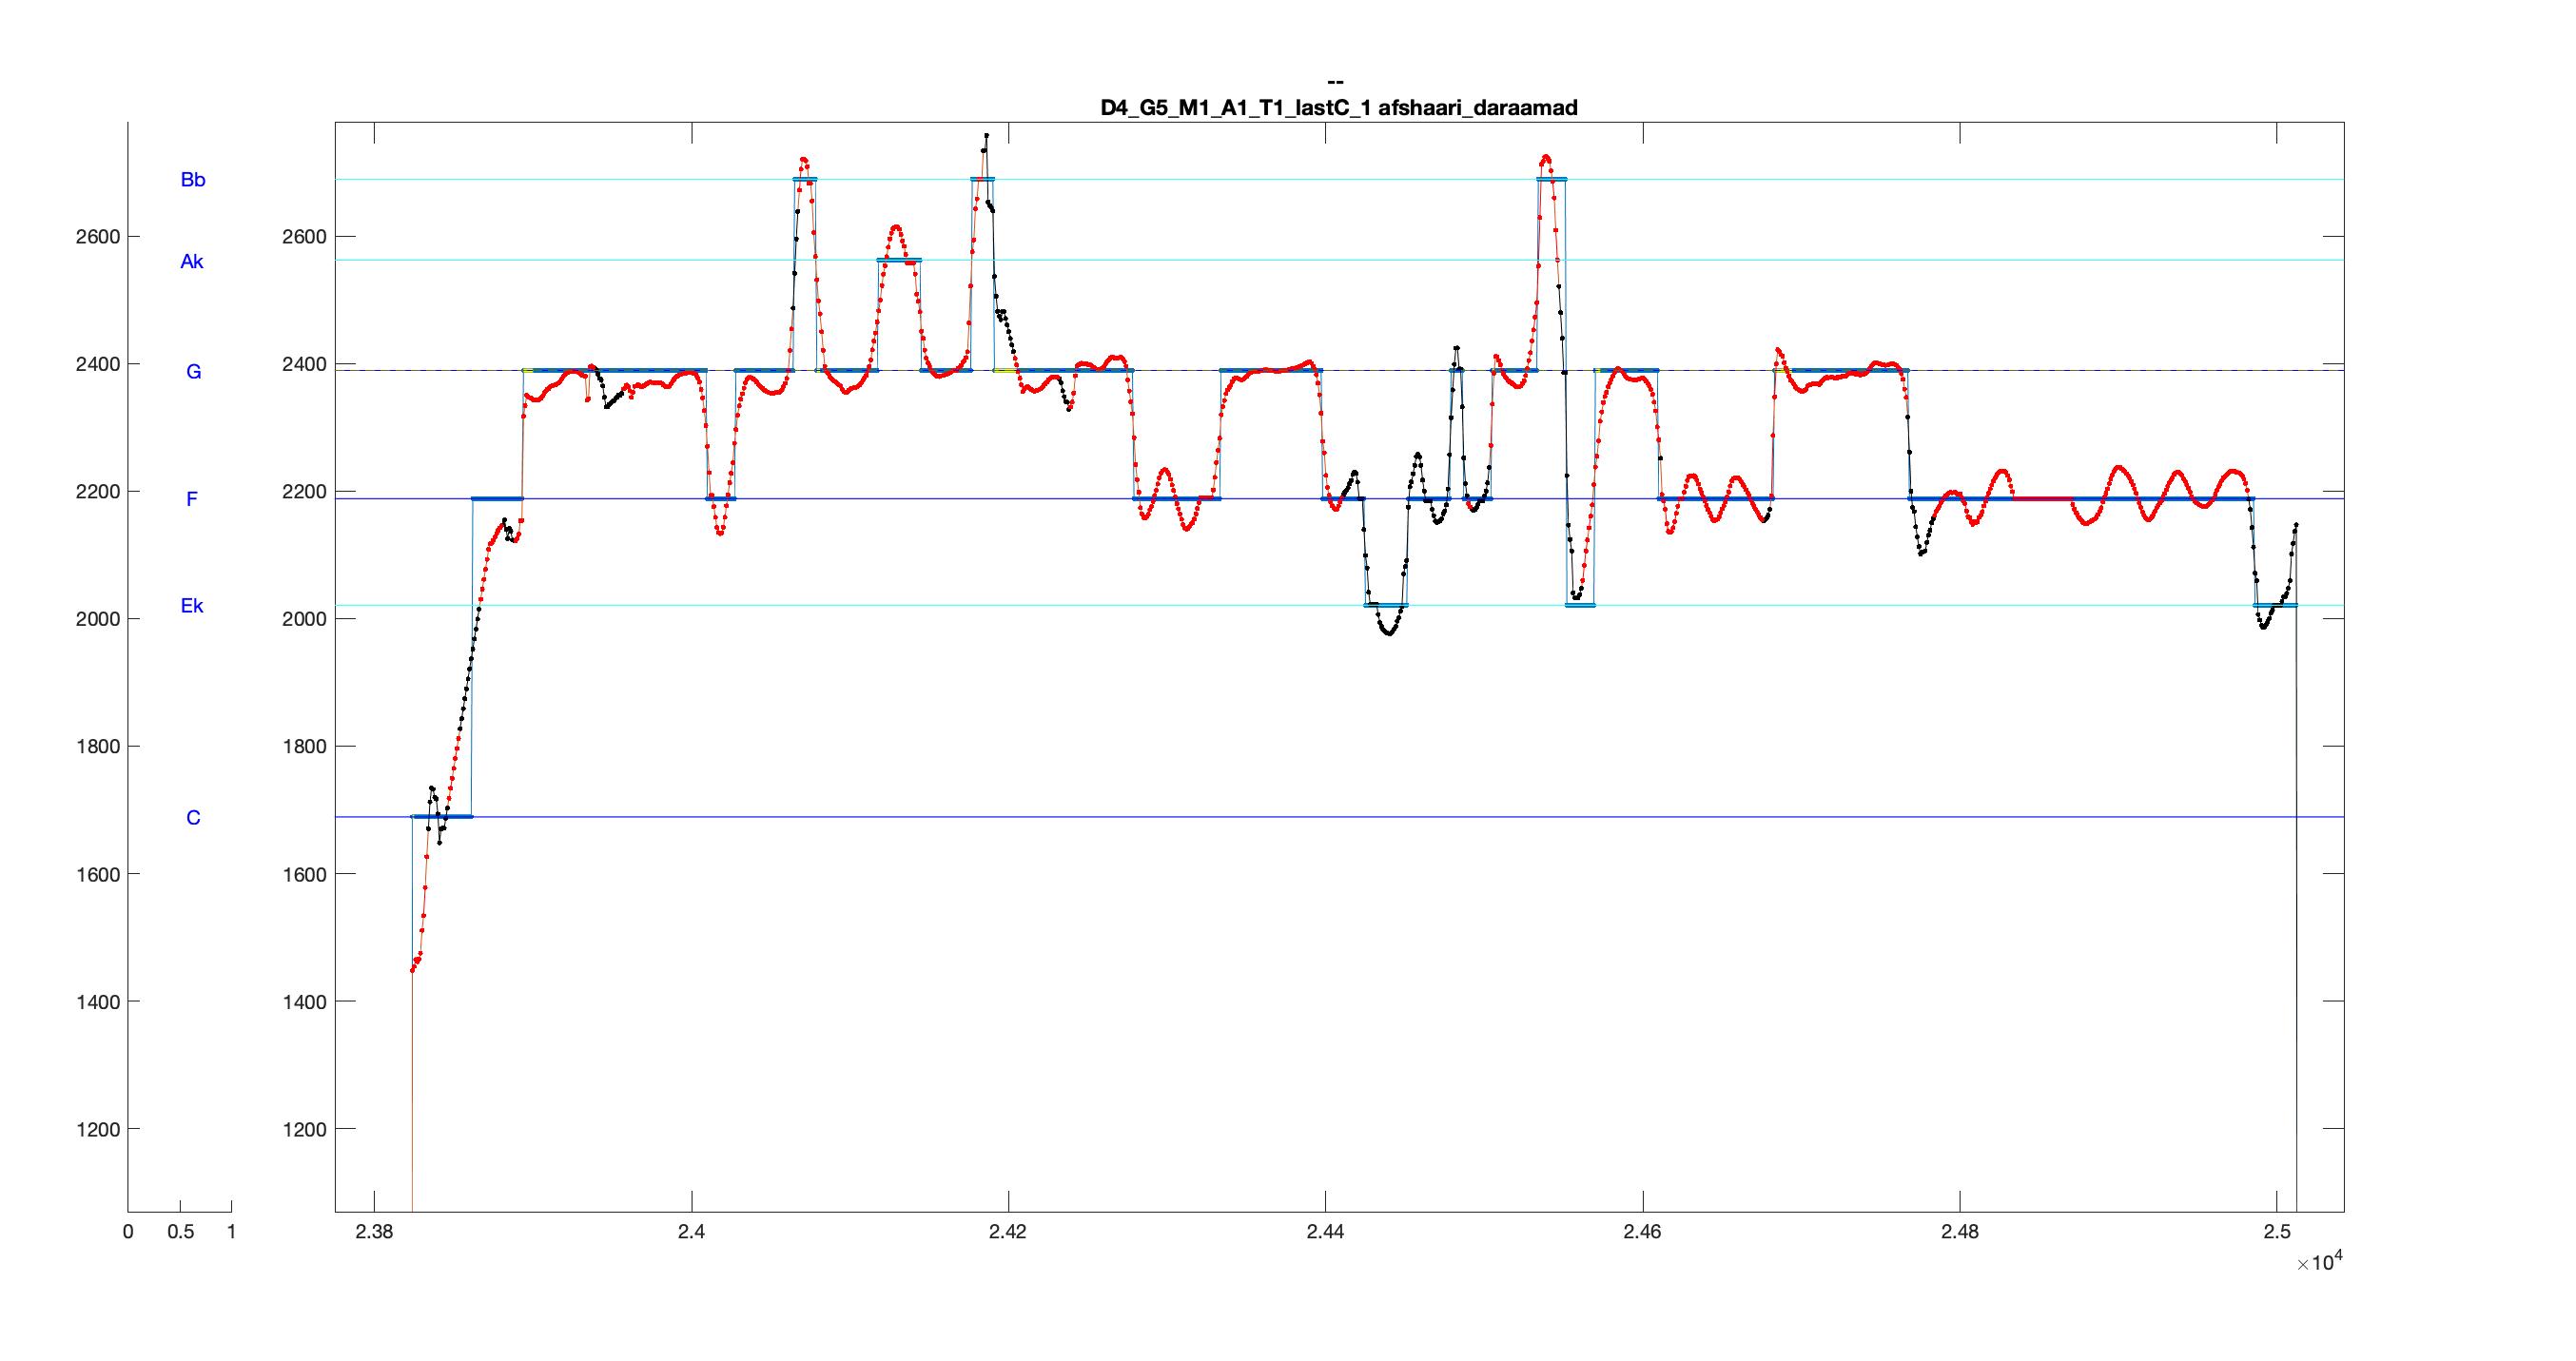 --
D4_G5_M1_A1_T1_lastC_1 afshaari_daraamad
Bb
2600 2600
Ak
2400 2400
G
2200 2200
F
Ek
2000 2000
1800 1800
C
1600 1600
1400 1400
1200 1200
0 0.5 1 2.38 2.4 2.42 2.44 2.46 2.48 2.5
×10⁴